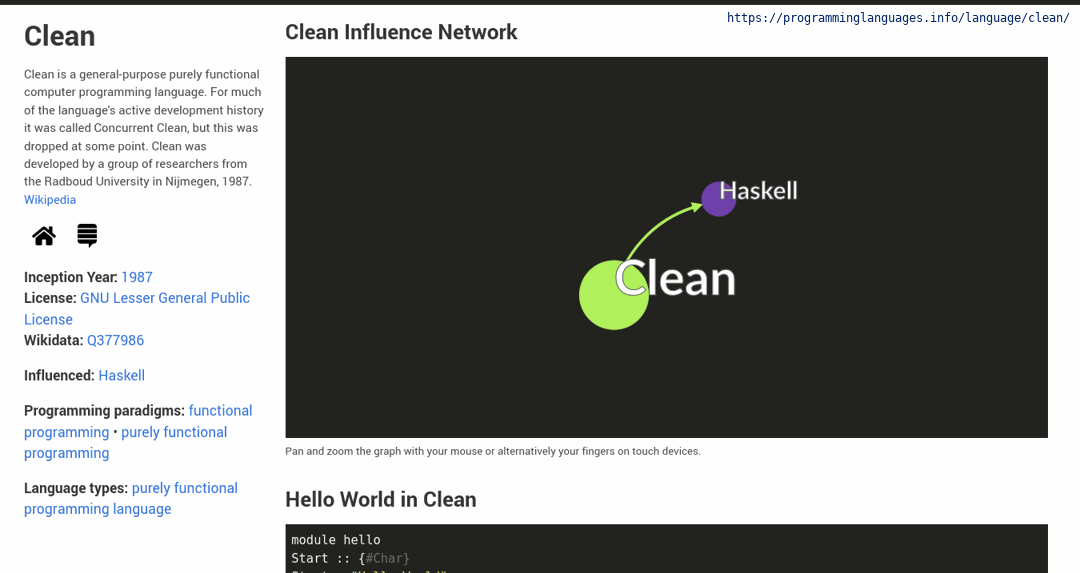 https://programminglanguages.info/language/clean/
Clean
Clean is a general-purpose purely functional
computer programming language. For much
of the language's active development history
it was called Concurrent Clean, but this was
dropped at some point. Clean was
developed by a group of researchers from
the Radboud University in Nijmegen, 1987.
Wikipedia
Inception Year: 1987
License: GNU Lesser General Public
License
Wikidata: Q377986
Influenced: Haskell
Programming paradigms: functional
programming • purely functional
programming
Language types: purely functional
programming language
Clean Influence Network
Haskell
Clean
Pan and zoom the graph with your mouse or alternatively your fingers on touch devices.
Hello World in Clean
module hello
Start :: {#Char}